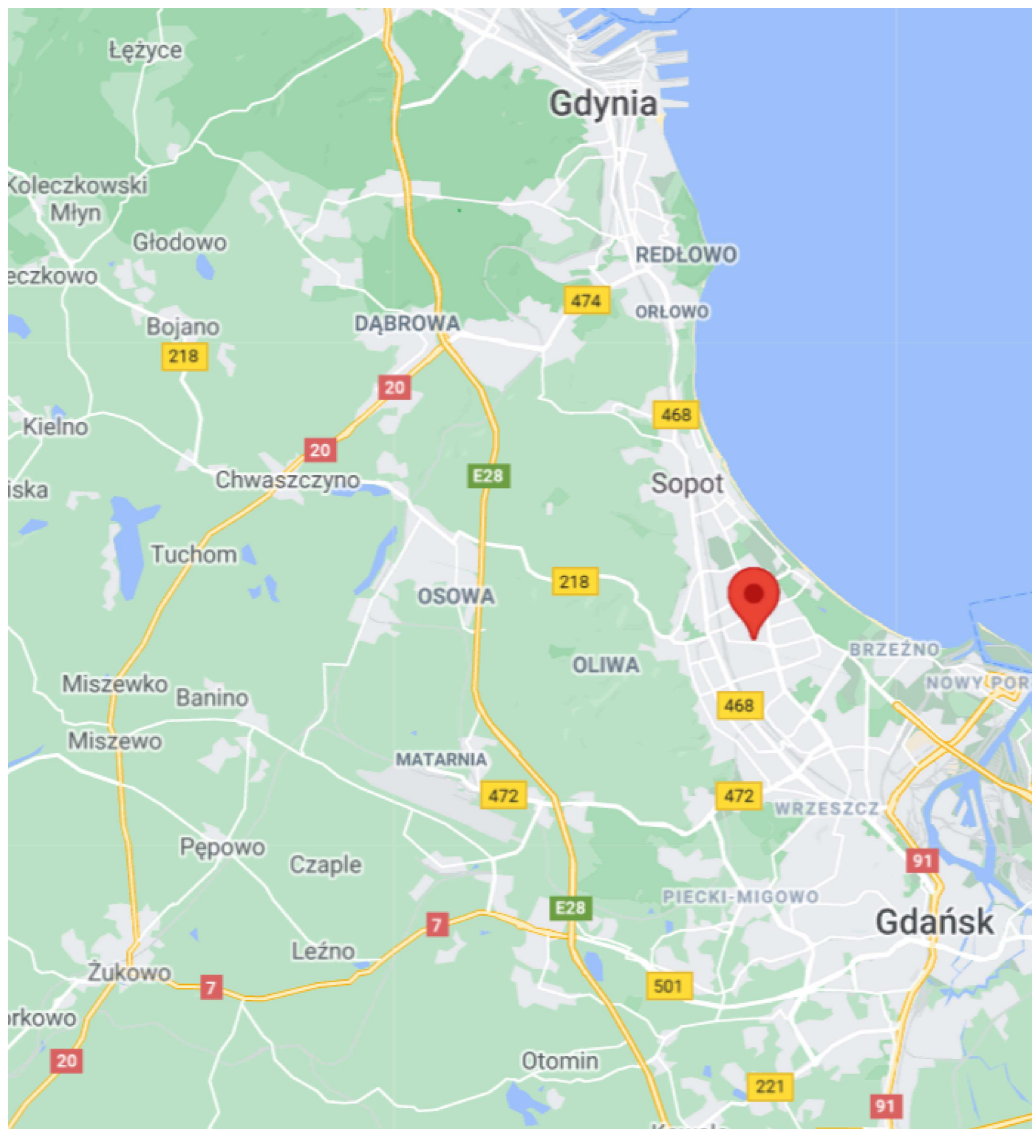 Łężyce
Gdynia
Koleczkowski
Młyn
Głodowo
REDŁOWO
eczkowo
474
ORŁOWO
Bojano
DĄBROWA
218
20
468
Kielno
20
Chwaszczyno
E28
Sopot
iska
Tuchom
218
OSOWA
BRZEŹNO
OLIWA
Miszewko
NOWY POR
Banino
468
Miszewo
MATARNIA
472
472
WRZESZCZ
Pępowo
Czaple
91
PIECKI-MIGOWO
E28
Gdańsk
7
Leźno
Żukowo
7
501
orkowo
20
Otomin
221
91